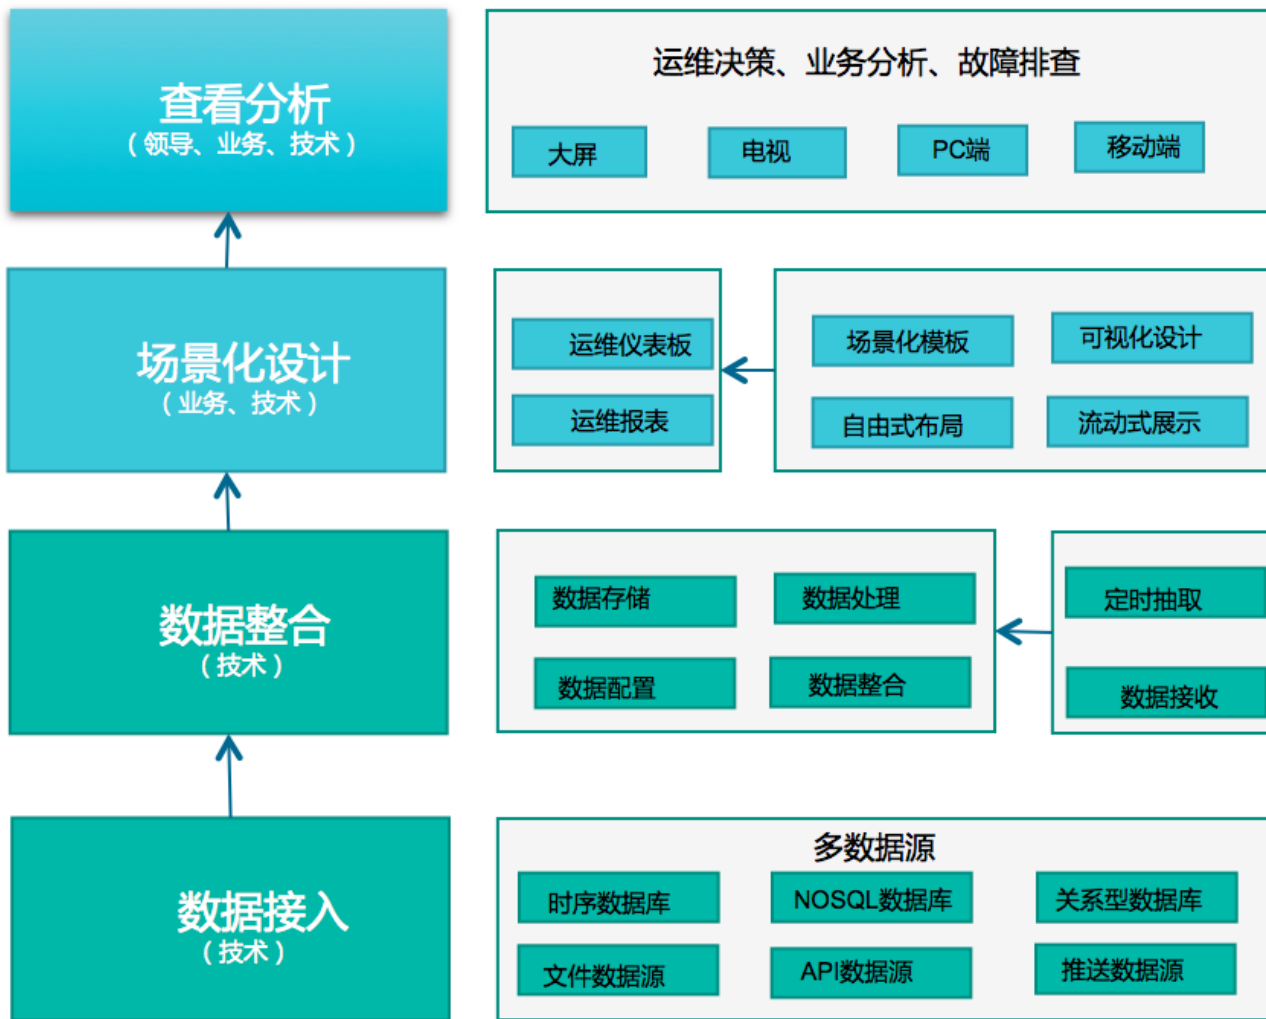 查看分析
（领导、业务、技术）
运维决策、业务分析、故障排查
大屏
电视
PC端
移动端
场景化设计
（业务、技术）
运维仪表板
运维报表
场景化模板
可视化设计
自由式布局
流动式展示
数据整合
（技术）
数据存储
数据处理
数据配置
数据整合
定时抽取
数据接收
数据接入
（技术）
多数据源
时序数据库
NOSQL数据库
关系型数据库
文件数据源
API数据源
推送数据源